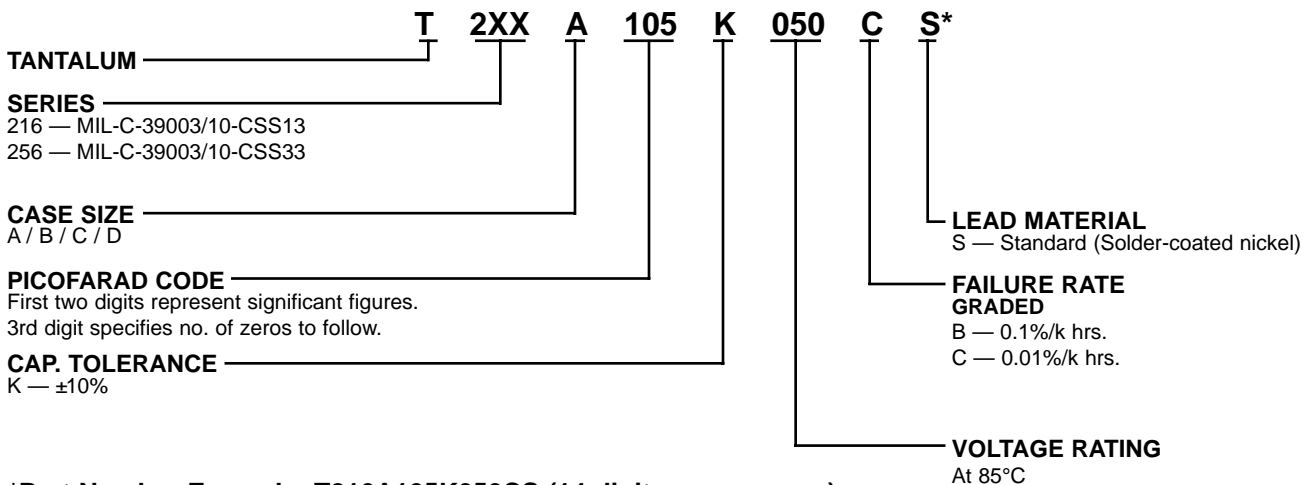 T 2XX A 105 K 050 C S*
TANTALUM
SERIES
216 — MIL-C-39003/10-CSS13
256 — MIL-C-39003/10-CSS33
CASE SIZE
A / B / C / D
PICOFARAD CODE
First two digits represent significant figures.
3rd digit specifies no. of zeros to follow.
CAP. TOLERANCE
K — ±10%
LEAD MATERIAL
S — Standard (Solder-coated nickel)
FAILURE RATE
GRADED
B — 0.1%/k hrs.
C — 0.01%/k hrs.
VOLTAGE RATING
At 85°C